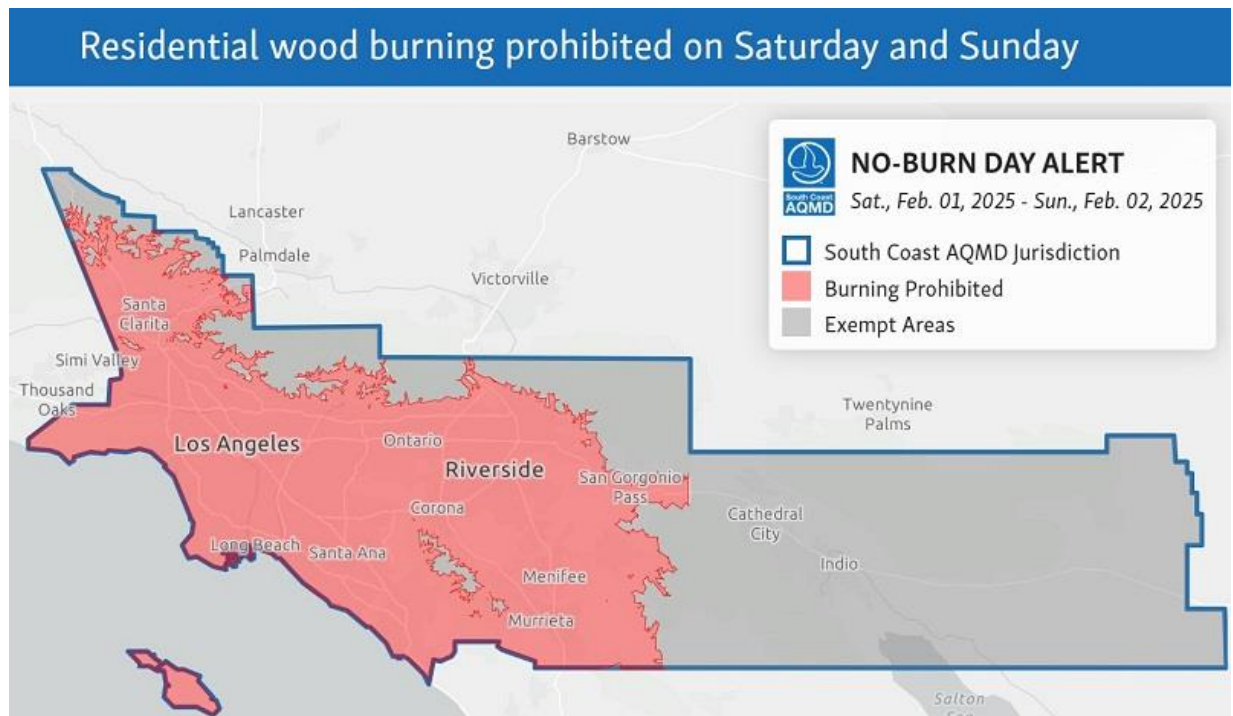 Residential wood burning prohibited on Saturday and Sunday
NO-BURN DAY ALERT
South Coast
AQMD
Sat., Feb. 01, 2025 - Sun., Feb. 02, 2025
South Coast AQMD Jurisdiction
Burning Prohibited
Exempt Areas
Barstow
Lancaster
Palmdale
Victorville
Santa
Clarita
Simi Valley
Thousand
Oaks
Twentynine
Palms
Los Angeles
Ontario
Riverside
San Gorgonio
Pass
Corona
Cathedral
City
Long Beach
Santa Ana
Indio
Menifee
Murrieta
Salton
Sea